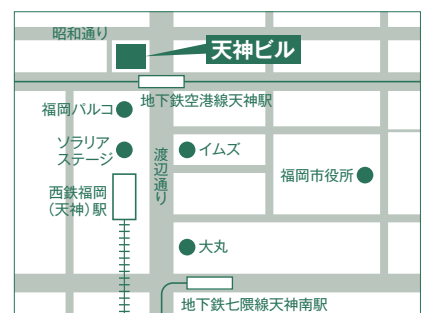 昭和通り
天神ビル
地下鉄空港線天神駅
福岡パルコ
ソラリア
ステージ
渡辺通り
イムズ
福岡市役所
西鉄福岡
（天神）駅
大丸
地下鉄七隈線天神南駅